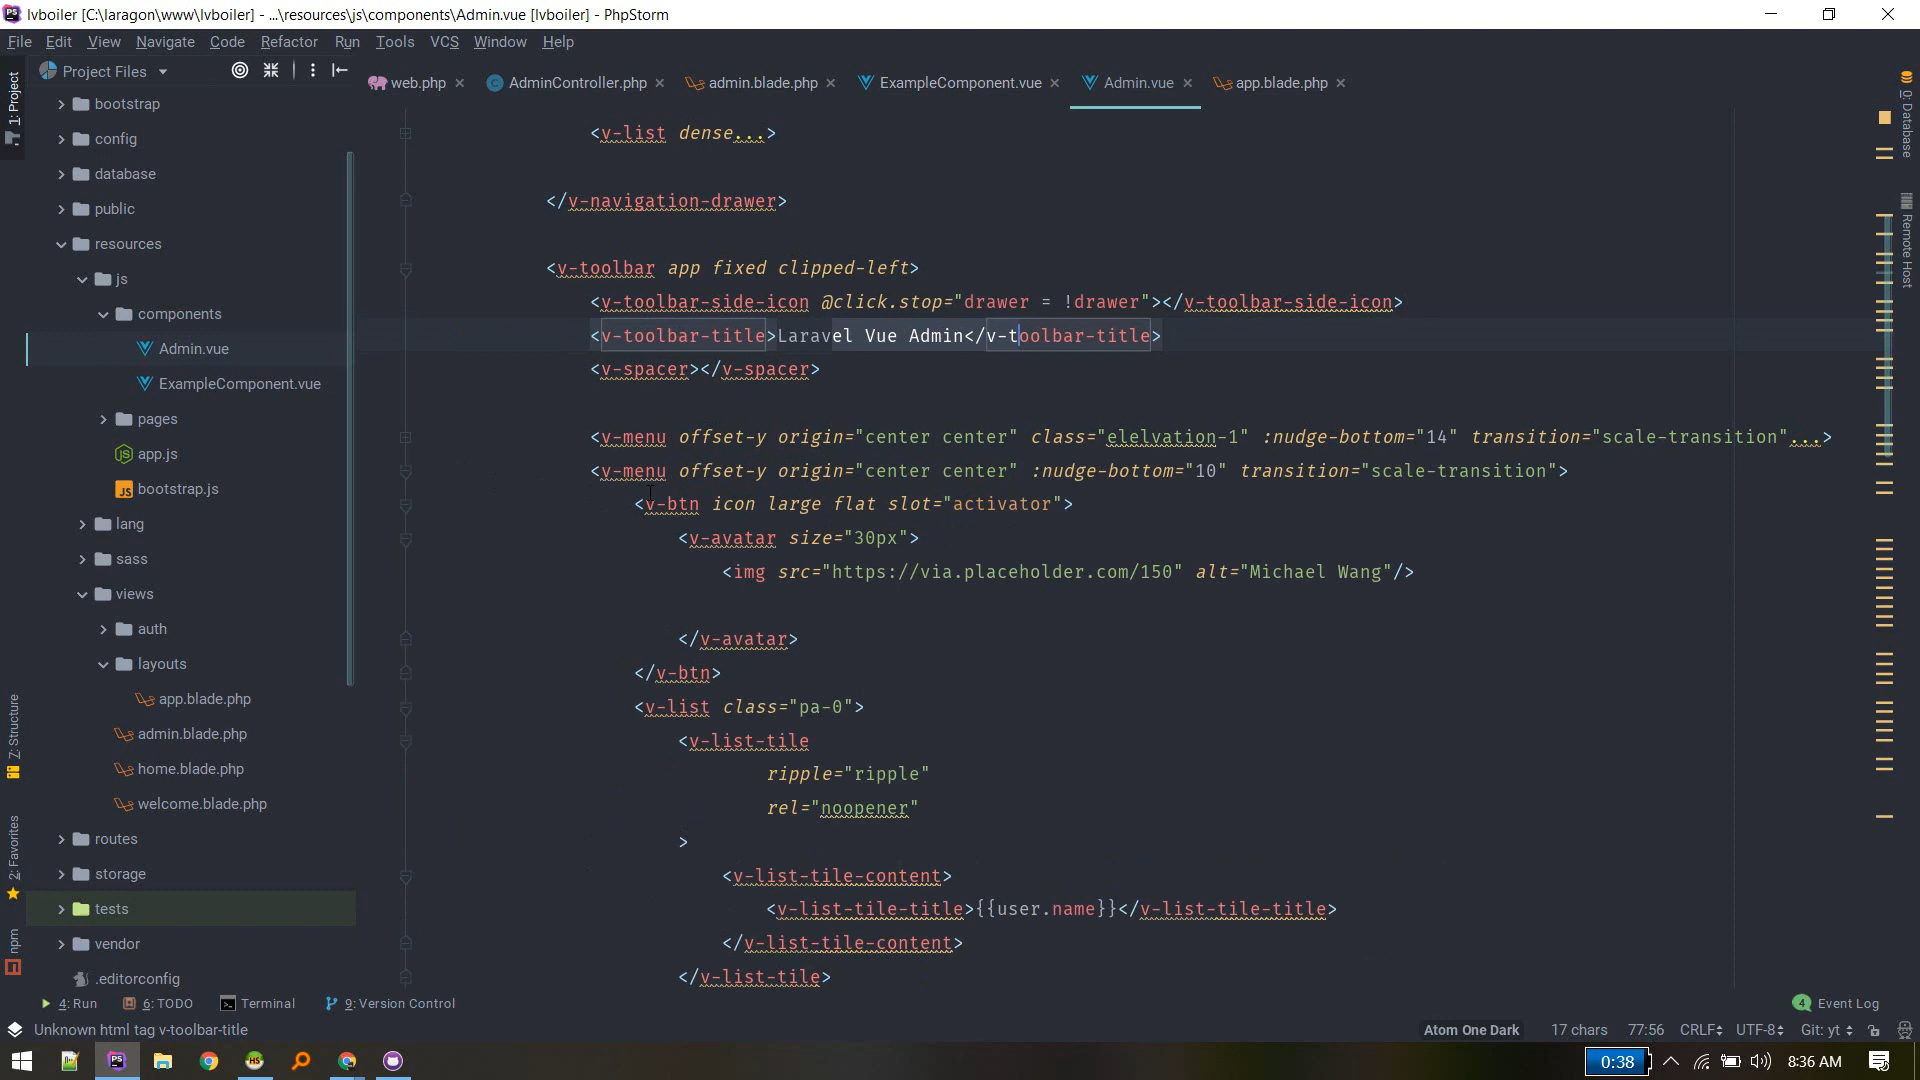 lvboiler [C:\laragon\www\lvboiler] - ...\resources\js\components\Admin.vue [lvboiler] - PhpStorm
File Edit View Navigate Code Refactor Run Tools VCS Window Help
Project Files
web.php AdminController.php admin.blade.php ExampleComponent.vue Admin.vue app.blade.php
1: Project
bootstrap
config
database
public
resources
js
components
Admin.vue
ExampleComponent.vue
pages
app.js
bootstrap.js
lang
sass
views
auth
layouts
app.blade.php
admin.blade.php
home.blade.php
welcome.blade.php
routes
storage
tests
vendor
.editorconfig
Z: Structure
2: Favorites
npm
<v-list dense...>
</v-navigation-drawer>
<v-toolbar app fixed clipped-left>
<v-toolbar-side-icon @click.stop="drawer = !drawer"></v-toolbar-side-icon>
<v-toolbar-title>Laravel Vue Admin</v-toolbar-title>
<v-spacer></v-spacer>
<v-menu offset-y origin="center center" class="elelvation-1" :nudge-bottom="14" transition="scale-transition"...>
<v-menu offset-y origin="center center" :nudge-bottom="10" transition="scale-transition">
<v-btn icon large flat slot="activator">
<v-avatar size="30px">
<img src="https://via.placeholder.com/150" alt="Michael Wang"/>
</v-avatar>
</v-btn>
<v-list class="pa-0">
<v-list-tile
ripple="ripple"
rel="noopener"
>
<v-list-tile-content>
<v-list-tile-title>{{user.name}}</v-list-tile-title>
</v-list-tile-content>
</v-list-tile>
0: Database
Remote Host
4: Run 6: TODO Terminal 9: Version Control 4 Event Log
Unknown html tag v-toolbar-title Atom One Dark 17 chars 77:56 CRLF UTF-8 Git: yt
PS HS 0:38 8:36 AM